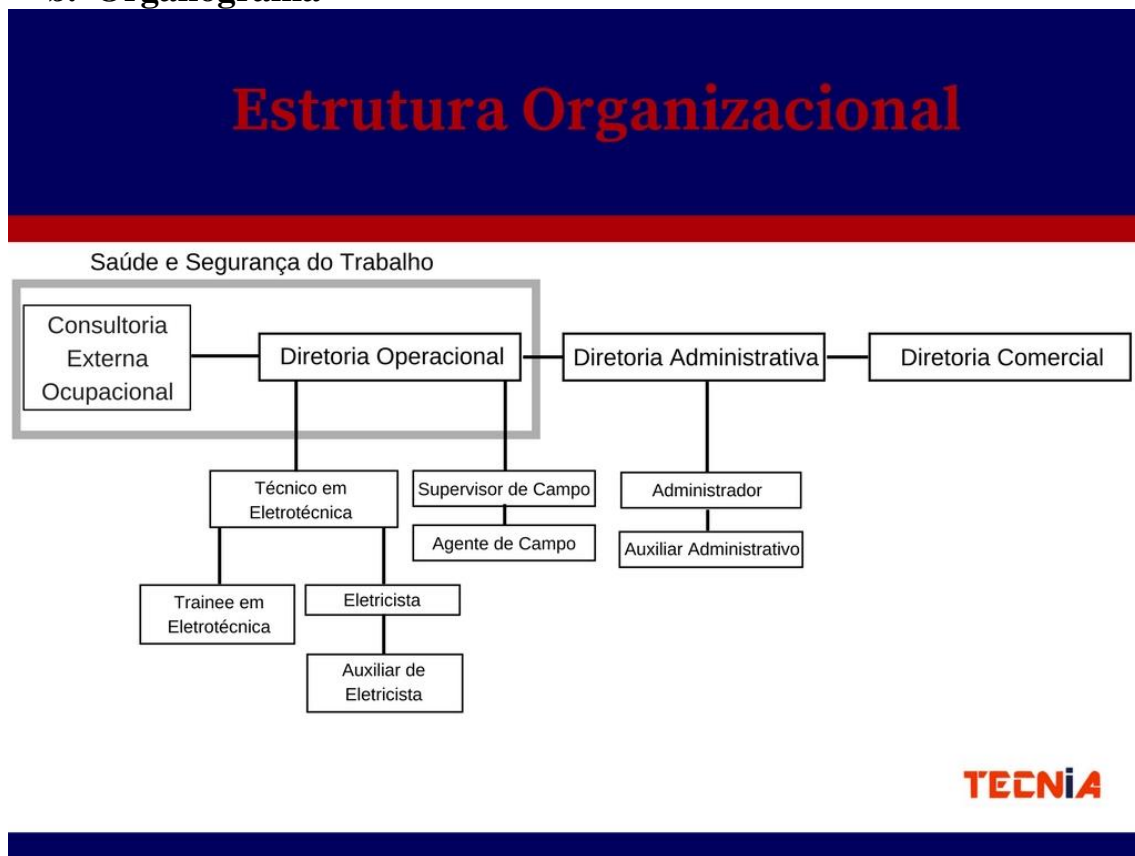 Organograma
Estrutura Organizacional
Saúde e Segurança do Trabalho
Consultoria
Externa
Ocupacional
Diretoria Operacional
Diretoria Administrativa
Diretoria Comercial
Técnico em
Eletrotécnica
Supervisor de Campo
Agente de Campo
Administrador
Auxiliar Administrativo
Trainee em
Eletrotécnica
Eletricista
Auxiliar de
Eletricista
TECNiA